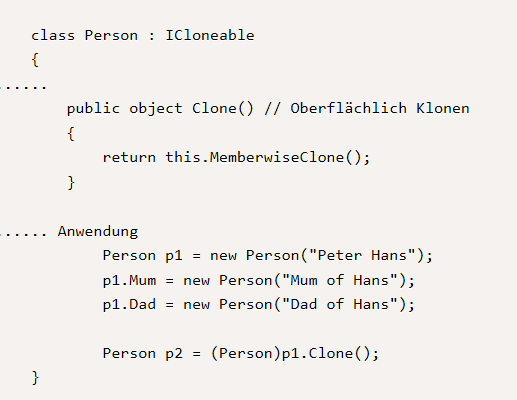 class Person : ICloneable
{
......
public object Clone() // Oberflächlich Klonen
{
return this.MemberwiseClone();
}
...... Anwendung
Person p1 = new Person("Peter Hans");
p1.Mum = new Person("Mum of Hans");
p1.Dad = new Person("Dad of Hans");
Person p2 = (Person)p1.Clone();
}